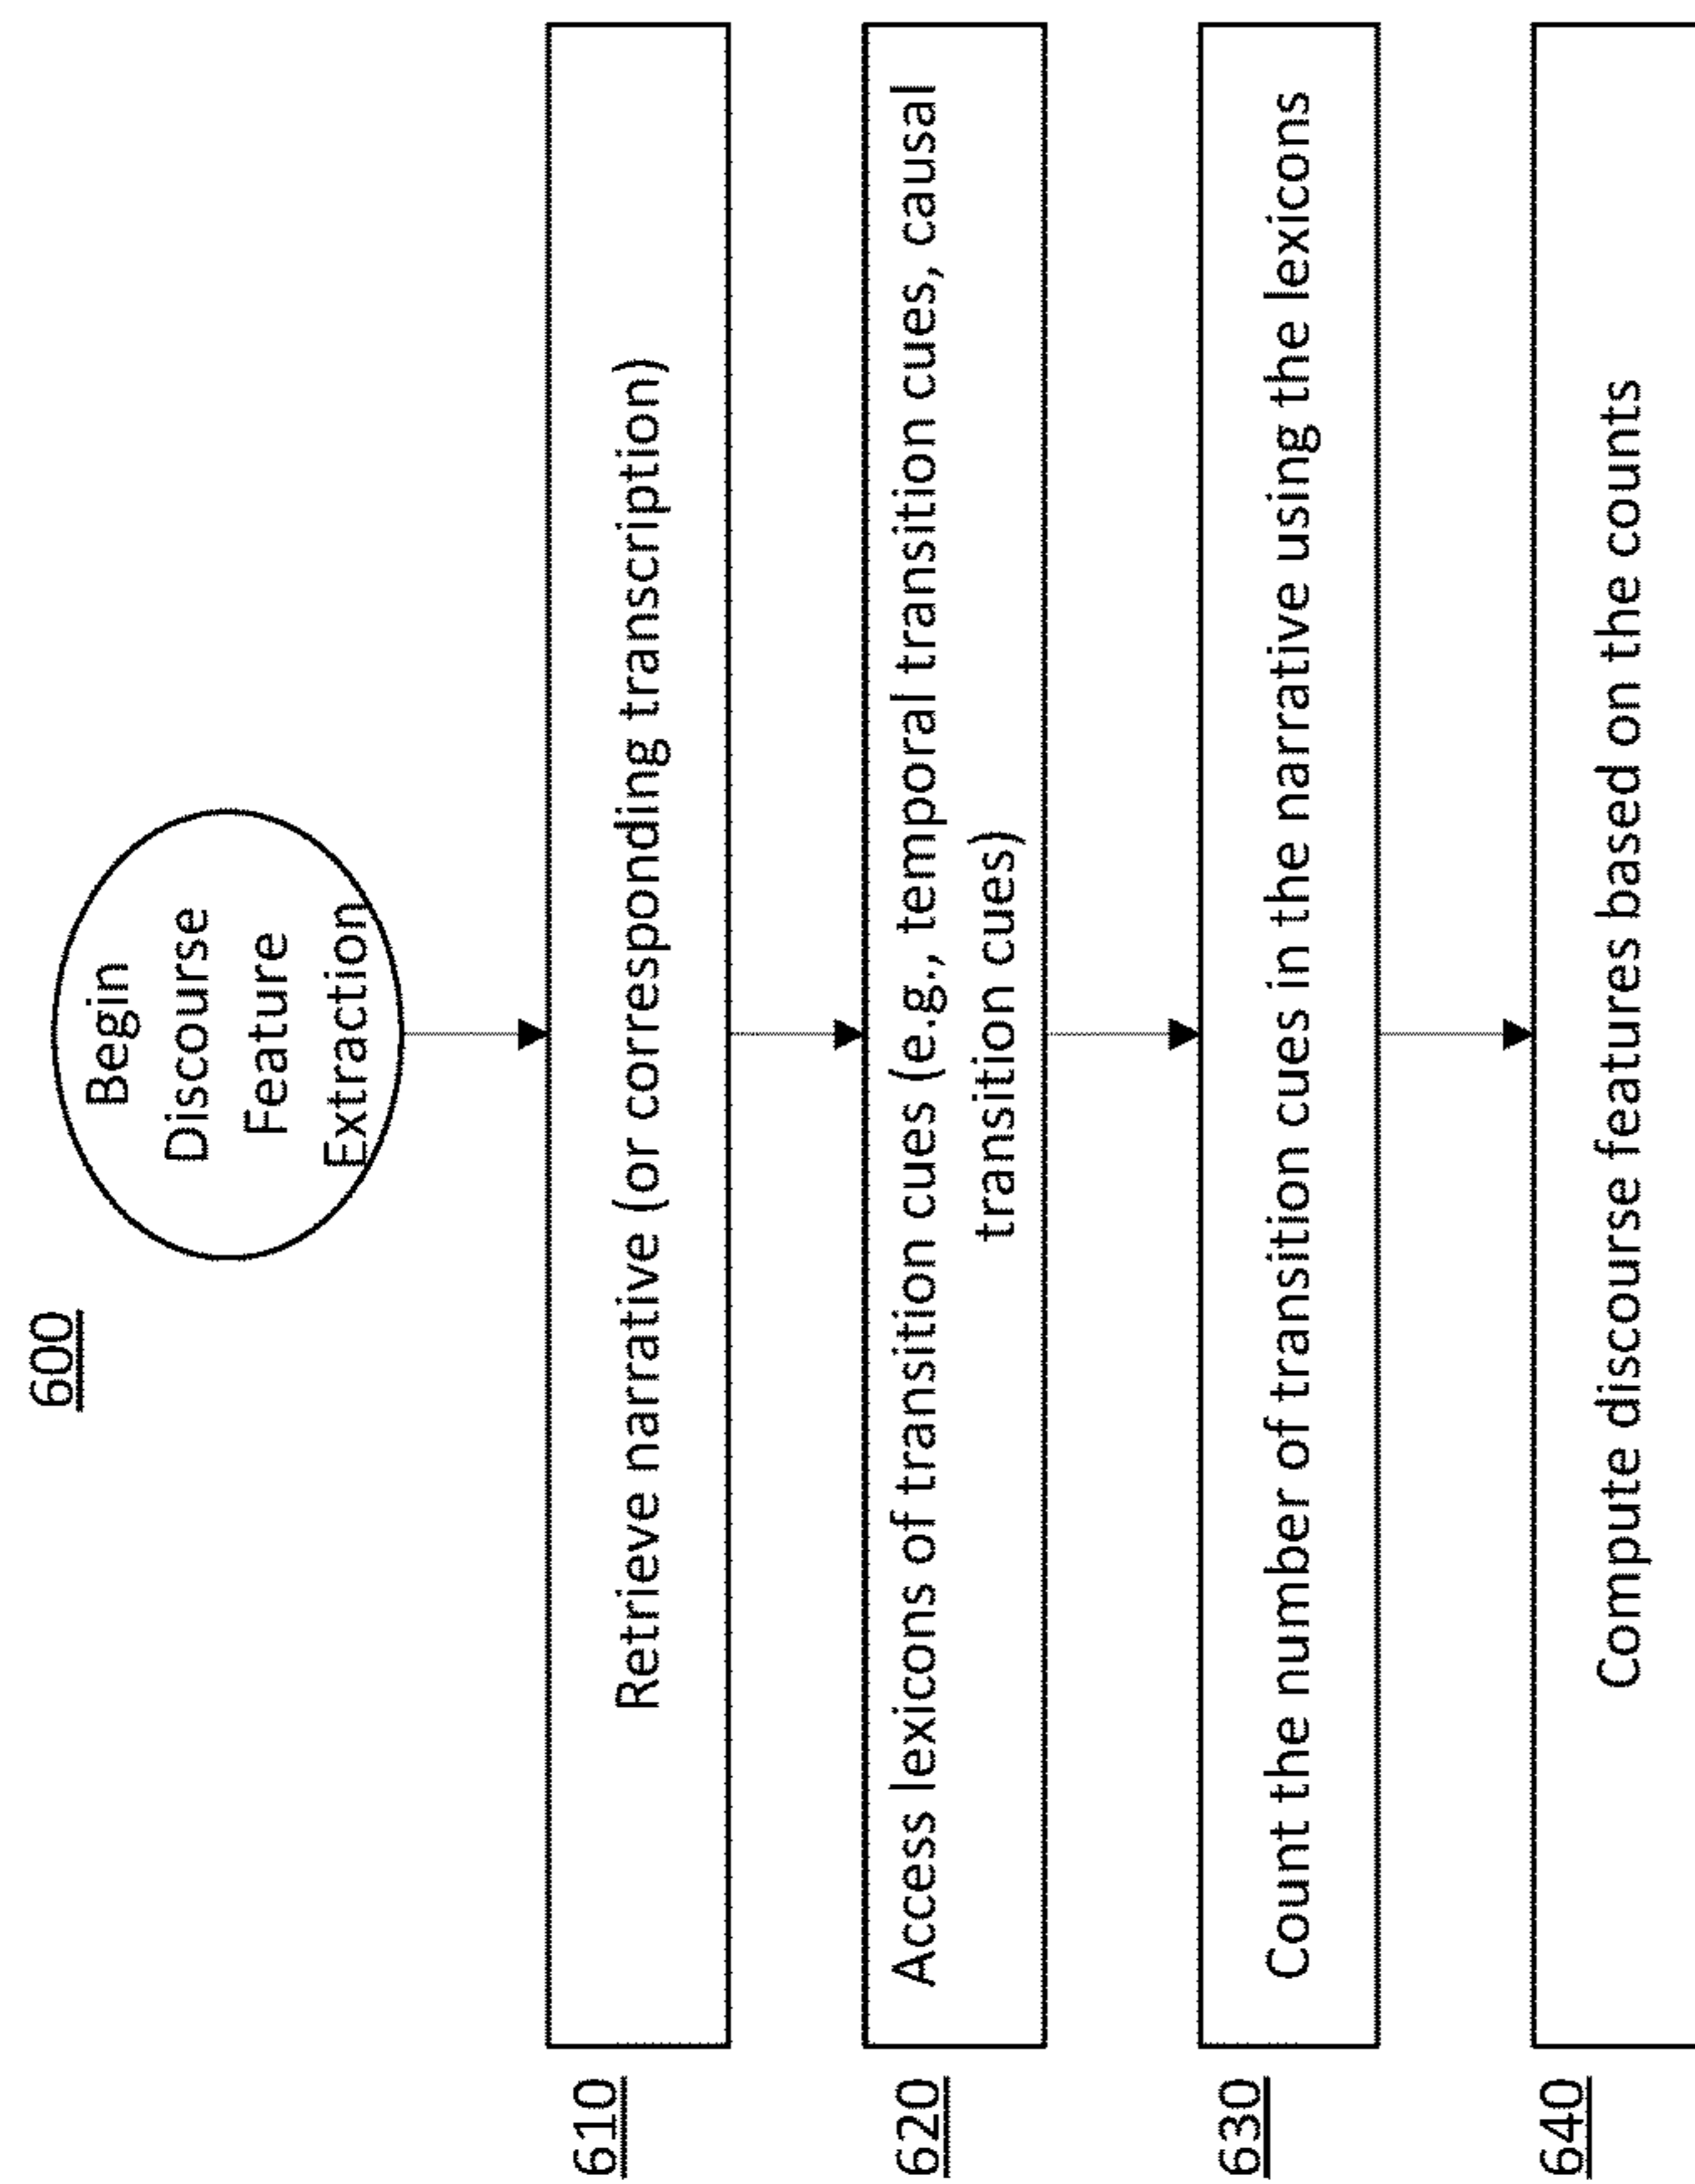 600
Begin
Discourse
Feature
Extraction
610
Retrieve narrative (or corresponding transcription)
620
Access lexicons of transition cues (e.g., temporal transition cues, causal
transition cues)
630
Count the number of transition cues in the narrative using the lexicons
640
Compute discourse features based on the counts